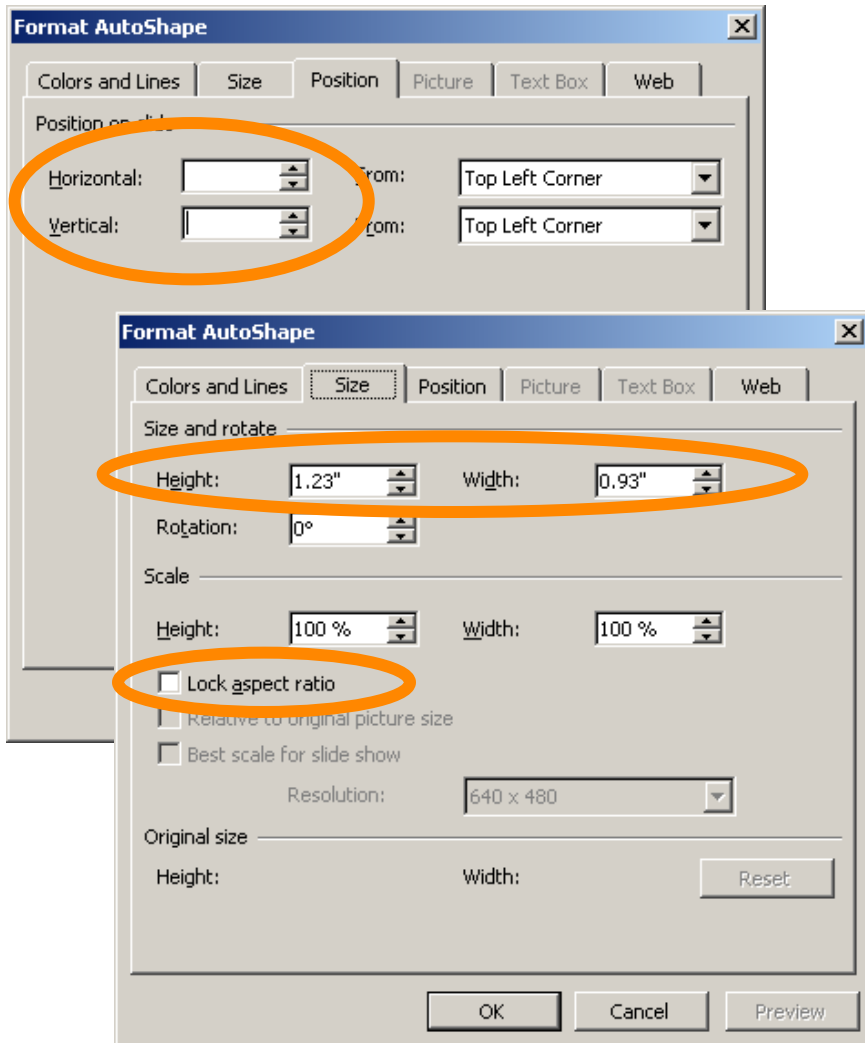 Format AutoShape
Colors and Lines Size Position Picture Text Box Web
Position on slide
Horizontal: From: Top Left Corner
Vertical: From: Top Left Corner
Format AutoShape
Colors and Lines Size Position Picture Text Box Web
Size and rotate
Height: 1.23" Width: 0.93"
Rotation: 0°
Scale
Height: 100 % Width: 100 %
Lock aspect ratio
Relative to original picture size
Best scale for slide show
Resolution: 640 x 480
Original size
Height: Width: Reset
OK Cancel Preview